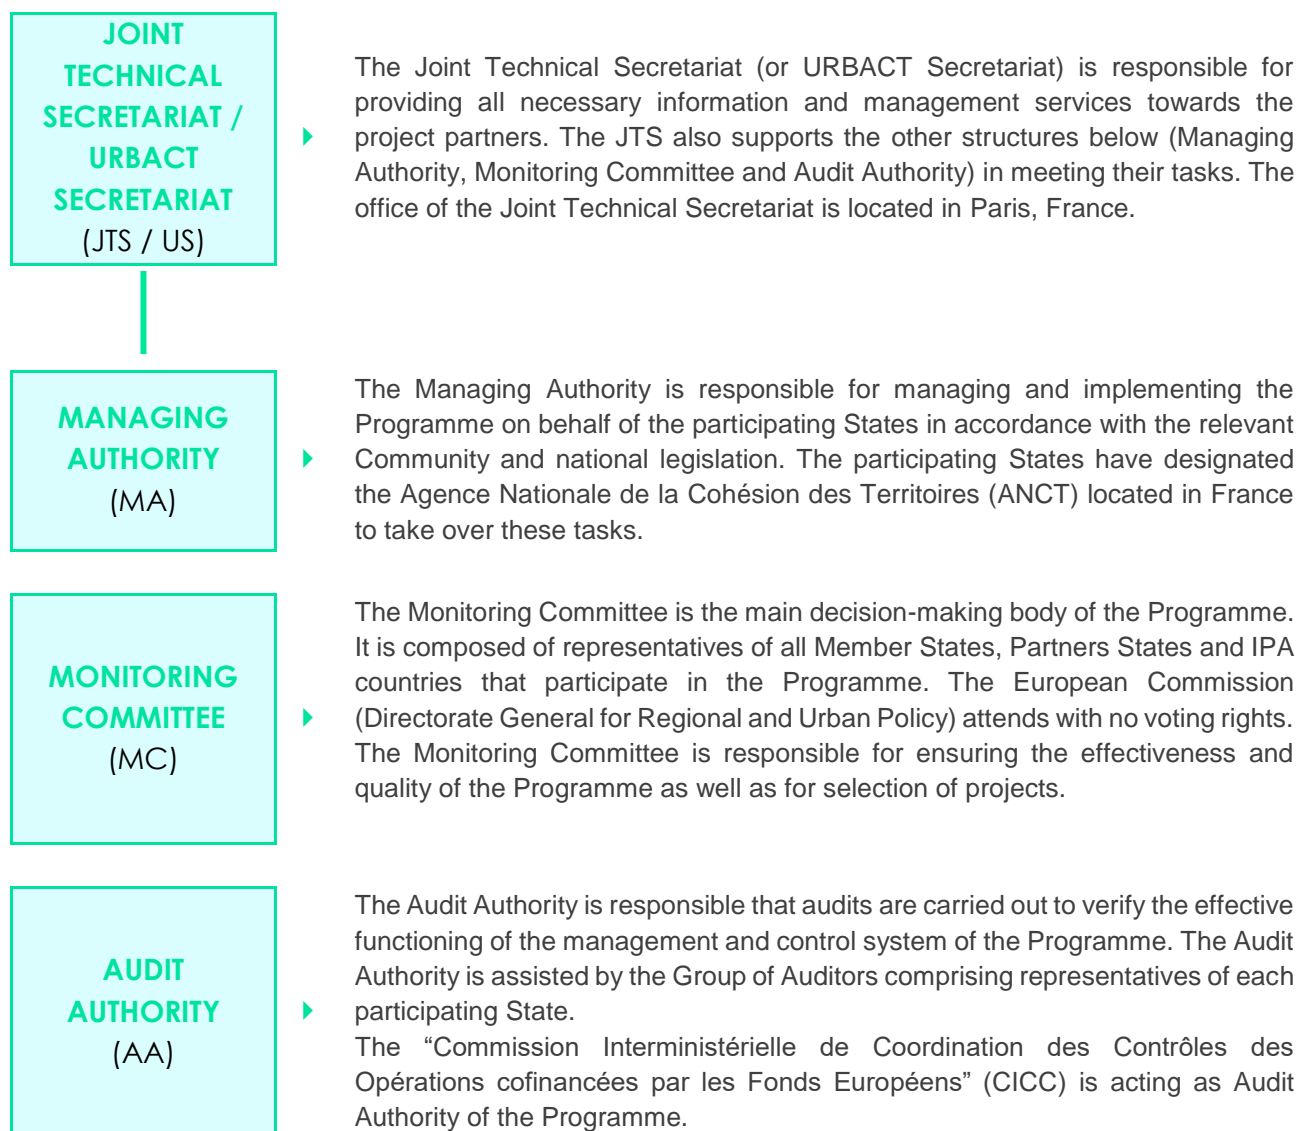 JOINT
TECHNICAL
SECRETARIAT /
URBACT
SECRETARIAT
(JTS / US)
The Joint Technical Secretariat (or URBACT Secretariat) is responsible for
providing all necessary information and management services towards the
project partners. The JTS also supports the other structures below (Managing
Authority, Monitoring Committee and Audit Authority) in meeting their tasks. The
office of the Joint Technical Secretariat is located in Paris, France.
MANAGING
AUTHORITY
(MA)
The Managing Authority is responsible for managing and implementing the
Programme on behalf of the participating States in accordance with the relevant
Community and national legislation. The participating States have designated
the Agence Nationale de la Cohésion des Territoires (ANCT) located in France
to take over these tasks.
MONITORING
COMMITTEE
(MC)
The Monitoring Committee is the main decision-making body of the Programme.
It is composed of representatives of all Member States, Partners States and IPA
countries that participate in the Programme. The European Commission
(Directorate General for Regional and Urban Policy) attends with no voting rights.
The Monitoring Committee is responsible for ensuring the effectiveness and
quality of the Programme as well as for selection of projects.
AUDIT
AUTHORITY
(AA)
The Audit Authority is responsible that audits are carried out to verify the effective
functioning of the management and control system of the Programme. The Audit
Authority is assisted by the Group of Auditors comprising representatives of each
participating State.
The “Commission Interministérielle de Coordination des Contrôles des
Opérations cofinancées par les Fonds Européens” (CICC) is acting as Audit
Authority of the Programme.